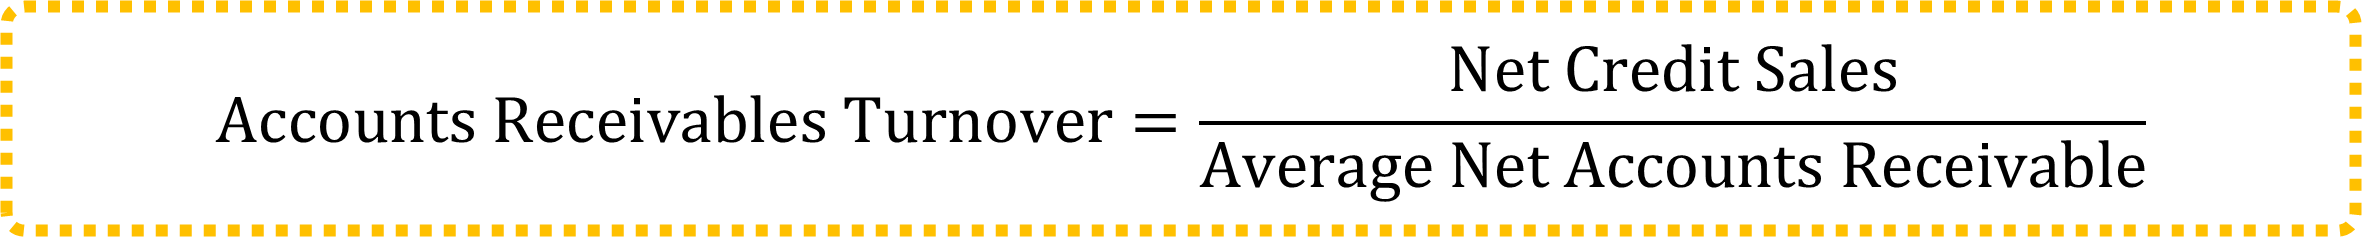 Accounts Receivables Turnover = Net Credit Sales
Average Net Accounts Receivable